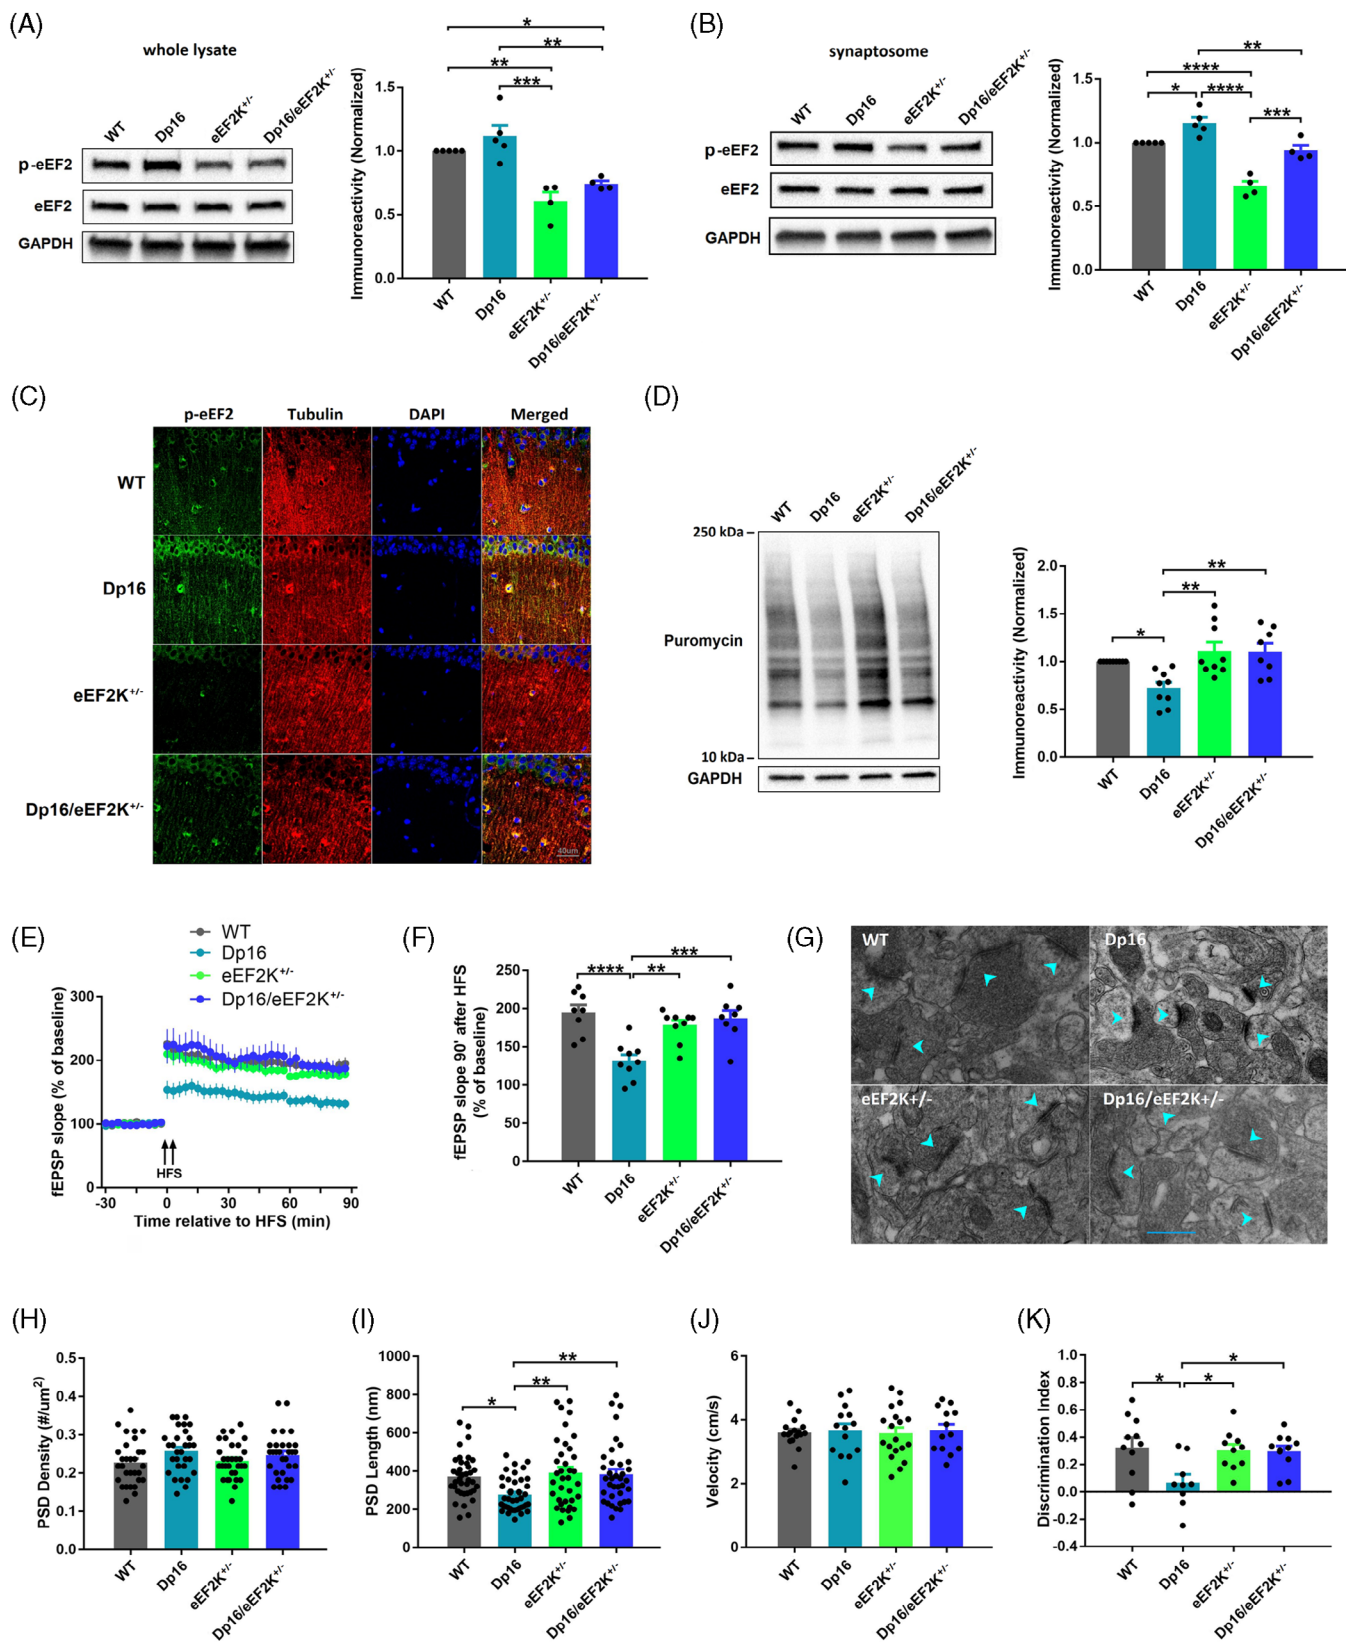 (A)
whole lysate
WT
Dp16
eEF2K+/-
Dp16/eEF2K+/-
p-eEF2
eEF2
GAPDH
Immunoreactivity (Normalized)
1.5
1.0
0.5
0.0
*
**
**
***
WT
Dp16
eEF2K+/-
Dp16/eEF2K+/-
(B)
synaptosome
WT
Dp16
eEF2K+/-
Dp16/eEF2K+/-
p-eEF2
eEF2
GAPDH
Immunoreactivity (Normalized)
1.5
1.0
0.5
0.0
**
****
* ****
***
WT
Dp16
eEF2K+/-
Dp16/eEF2K+/-
(C)
p-eEF2 Tubulin DAPI Merged
WT
Dp16
eEF2K+/-
Dp16/eEF2K+/-
40um
(D)
WT
Dp16
eEF2K+/-
Dp16/eEF2K+/-
250 kDa
Puromycin
10 kDa
GAPDH
Immunoreactivity (Normalized)
2.0
1.5
1.0
0.5
0.0
**
**
*
WT
Dp16
eEF2K+/-
Dp16/eEF2K+/-
(E)
WT
Dp16
eEF2K+/-
Dp16/eEF2K+/-
fEPSP slope (% of baseline)
300
200
100
0
HFS
-30 0 30 60 90
Time relative to HFS (min)
(F)
fEPSP slope 90' after HFS
(% of baseline)
250
200
150
100
50
0
***
**** **
WT
Dp16
eEF2K+/-
Dp16/eEF2K+/-
(G)
WT
Dp16
eEF2K+/-
Dp16/eEF2K+/-
(H)
PSD Density (#/um2)
0.5
0.4
0.3
0.2
0.1
0.0
WT
Dp16
eEF2K+/-
Dp16/eEF2K+/-
(I)
PSD Length (nm)
1000
800
600
400
200
0
**
**
*
WT
Dp16
eEF2K+/-
Dp16/eEF2K+/-
(J)
Velocity (cm/s)
6
4
2
0
WT
Dp16
eEF2K+/-
Dp16/eEF2K+/-
(K)
Discrimination Index
1.0
0.8
0.6
0.4
0.2
0.0
-0.2
-0.4
*
* *
WT
Dp16
eEF2K+/-
Dp16/eEF2K+/-